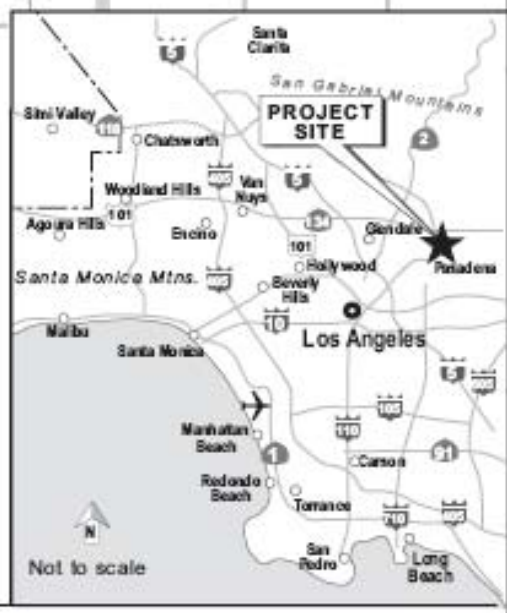 Santa
Clarita
5
San Gabriel Mountains
Simi Valley
118
PROJECT
SITE
2
Chatsworth
405
5
Woodland Hills
Van
Nuys
101
134
Glendale
Agoura Hills
Encino
101
Hollywood
Pasadena
Santa Monica Mtns.
405
Beverly
Hills
Malibu
10
Los Angeles
Santa Monica
5
605
105
Manhattan
Beach
110
1
91
Carson
Redondo
Beach
Torrance
710
405
N
San
Pedro
Long
Beach
Not to scale